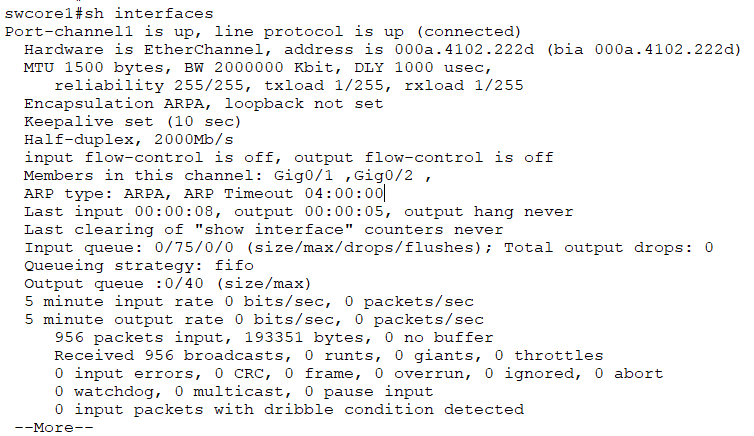 swcore1#sh interfaces
Port-channel1 is up, line protocol is up (connected)
Hardware is EtherChannel, address is 000a.4102.222d (bia 000a.4102.222d)
MTU 1500 bytes, BW 2000000 Kbit, DLY 1000 usec,
reliability 255/255, txload 1/255, rxload 1/255
Encapsulation ARPA, loopback not set
Keepalive set (10 sec)
Half-duplex, 2000Mb/s
input flow-control is off, output flow-control is off
Members in this channel: Gig0/1 ,Gig0/2 ,
ARP type: ARPA, ARP Timeout 04:00:00
Last input 00:00:08, output 00:00:05, output hang never
Last clearing of "show interface" counters never
Input queue: 0/75/0/0 (size/max/drops/flushes); Total output drops: 0
Queueing strategy: fifo
Output queue :0/40 (size/max)
5 minute input rate 0 bits/sec, 0 packets/sec
5 minute output rate 0 bits/sec, 0 packets/sec
956 packets input, 193351 bytes, 0 no buffer
Received 956 broadcasts, 0 runts, 0 giants, 0 throttles
0 input errors, 0 CRC, 0 frame, 0 overrun, 0 ignored, 0 abort
0 watchdog, 0 multicast, 0 pause input
0 input packets with dribble condition detected
--More--